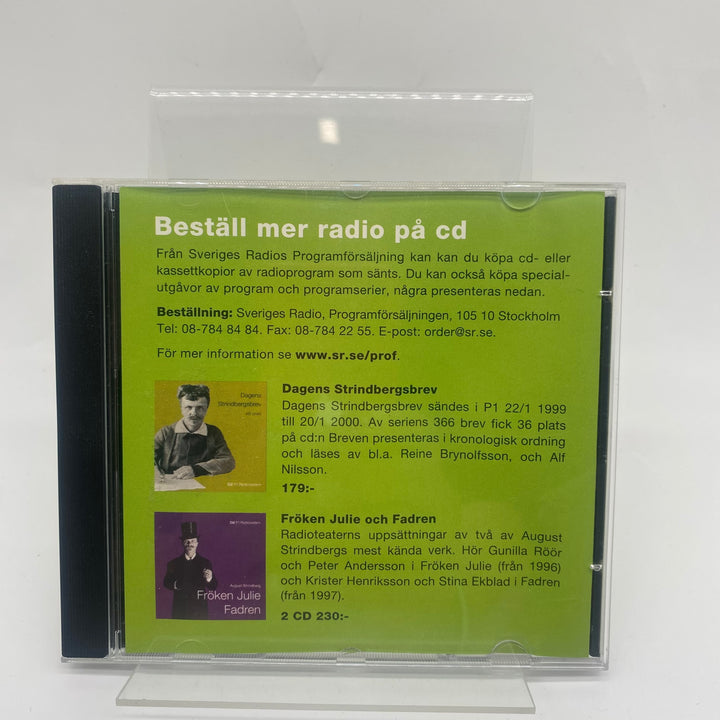 Beställ mer radio på cd
Från Sveriges Radios Programförsäljning kan kan du köpa cd- eller
kassettkopior av radioprogram som sänts. Du kan också köpa special-
utgåvor av program och programserier, några presenteras nedan.
Beställning: Sveriges Radio, Programförsäljningen, 105 10 Stockholm
Tel: 08-784 84 84. Fax: 08-784 22 55. E-post: order@sr.se.
För mer information se www.sr.se/prof.
Dagens
Strindbergsbrev
Dagens Strindbergsbrev
Dagens Strindbergsbrev sändes i P1 22/1 1999
till 20/1 2000. Av seriens 366 brev fick 36 plats
på cd:n Breven presenteras i kronologisk ordning
och läses av bl.a. Reine Brynolfsson, och Alf
Nilsson.
179:-
August Strindberg
Fröken Julie
Fadren
Fröken Julie och Fadren
Radioteaterns uppsättningar av två av August
Strindbergs mest kända verk. Hör Gunilla Röör
och Peter Andersson i Fröken Julie (från 1996)
och Krister Henriksson och Stina Ekblad i Fadren
(från 1997).
2 CD 230:-